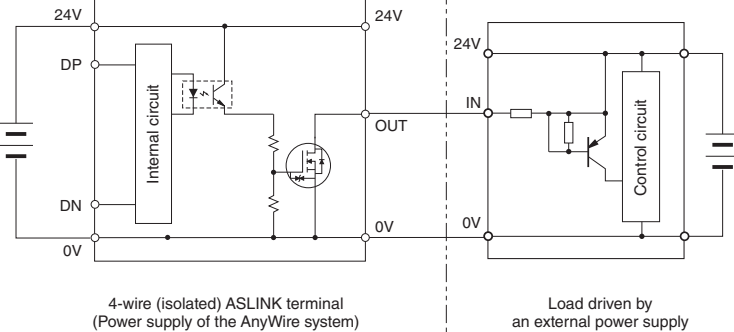 24V
24V
DP
Internal circuit
OUT
DN
0V
0V
24V
IN
Control circuit
0V
4-wire (isolated) ASLINK terminal
(Power supply of the AnyWire system)
Load driven by
an external power supply